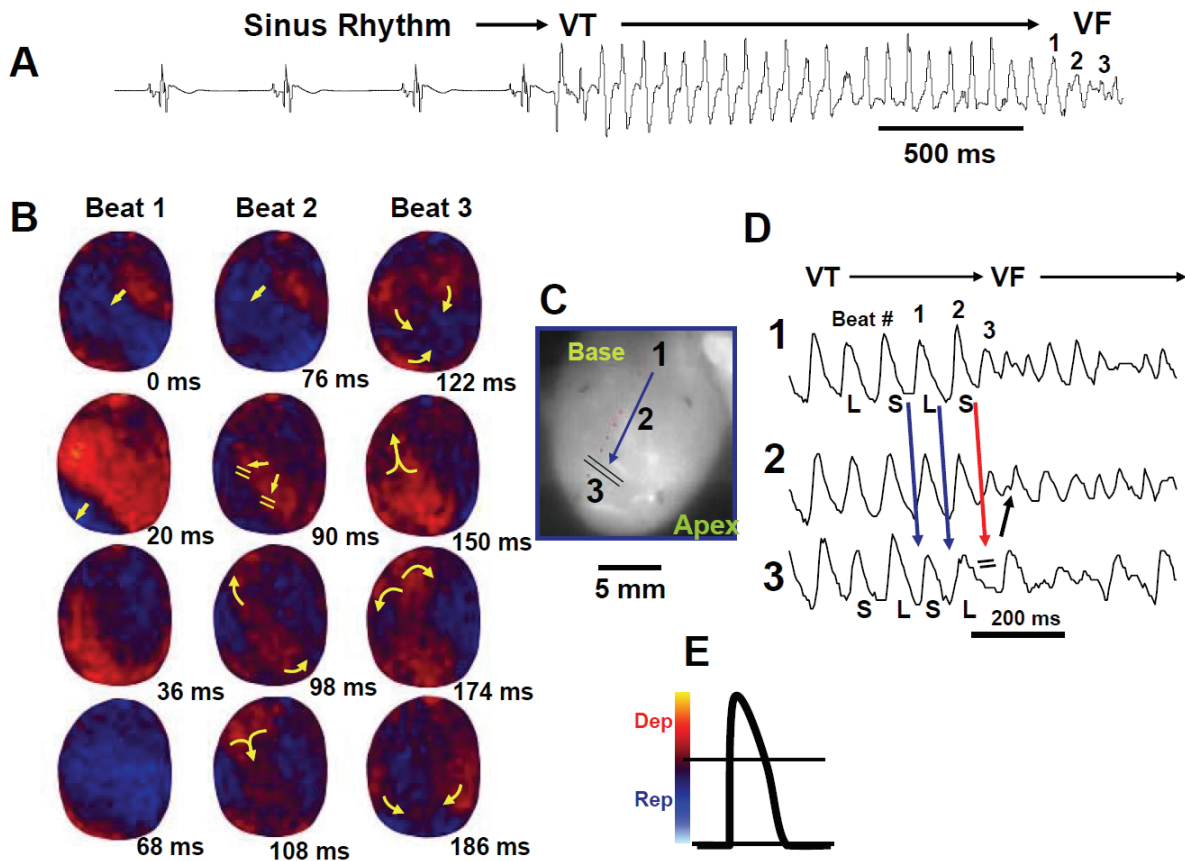 Sinus Rhythm VT VF
A
1 2 3
500 ms
B
Beat 1 Beat 2 Beat 3
0 ms 76 ms 122 ms
20 ms 90 ms 150 ms
36 ms 98 ms 174 ms
68 ms 108 ms 186 ms
C
Base 1
2
3
Apex
5 mm
D
VT VF
Beat # 1 2 3
1
L S L S
2
3
S L S L
200 ms
E
Dep
Rep